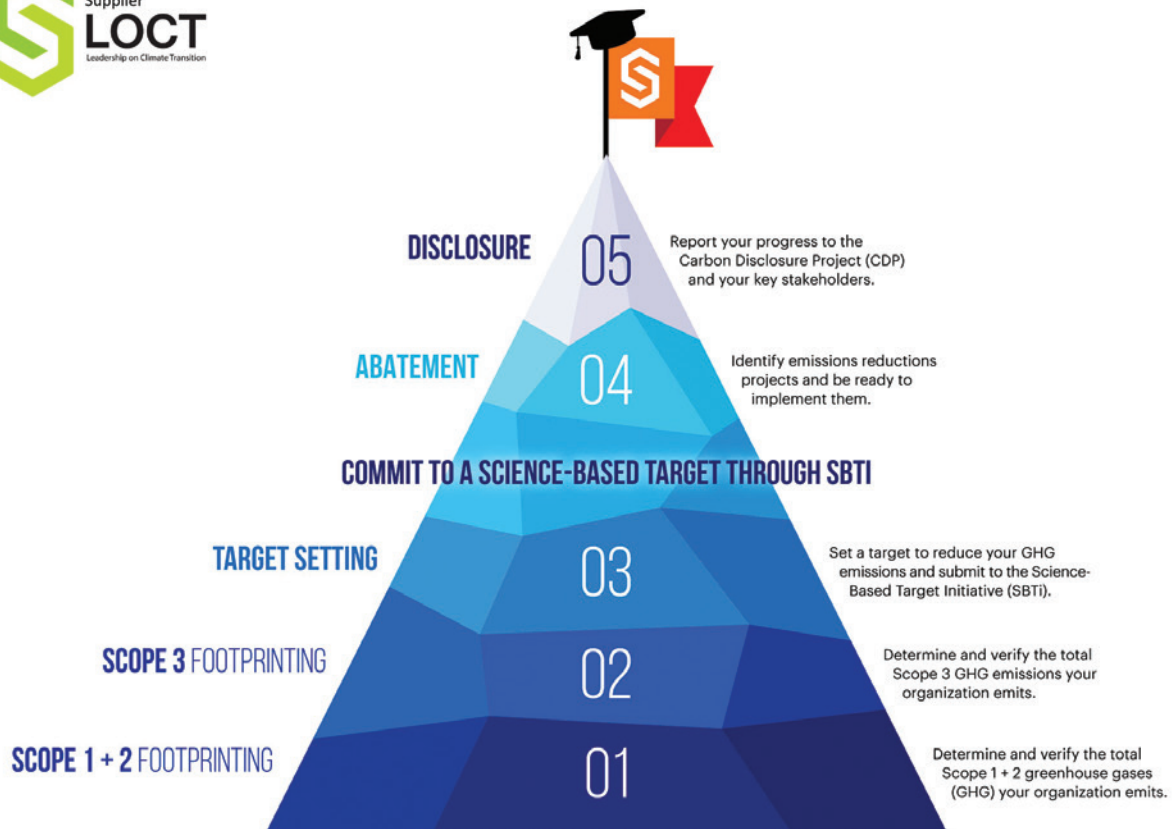 Supplier
LOCT
Leadership on Climate Transition
S
DISCLOSURE
05
Report your progress to the
Carbon Disclosure Project (CDP)
and your key stakeholders.
ABATEMENT
04
Identify emissions reductions
projects and be ready to
implement them.
COMMIT TO A SCIENCE-BASED TARGET THROUGH SBTI
TARGET SETTING
03
Set a target to reduce your GHG
emissions and submit to the Science-
Based Target Initiative (SBTi).
SCOPE 3 FOOTPRINTING
02
Determine and verify the total
Scope 3 GHG emissions your
organization emits.
SCOPE 1 + 2 FOOTPRINTING
01
Determine and verify the total
Scope 1 + 2 greenhouse gases
(GHG) your organization emits.